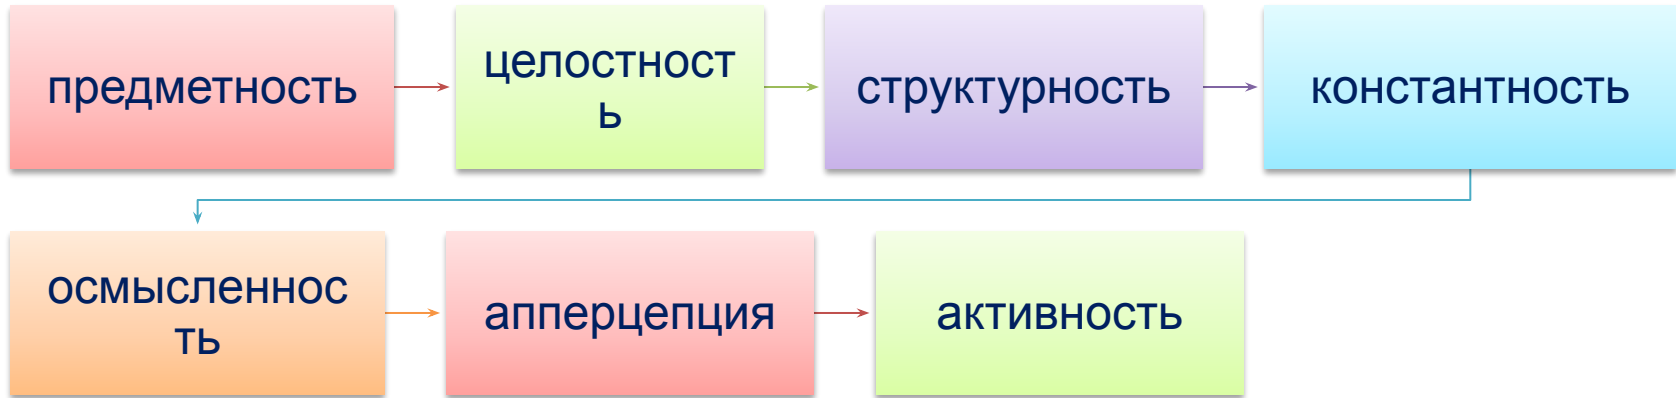 предметность
целостност
ь
структурность
константность
осмысленнос
ть
апперцепция
активность